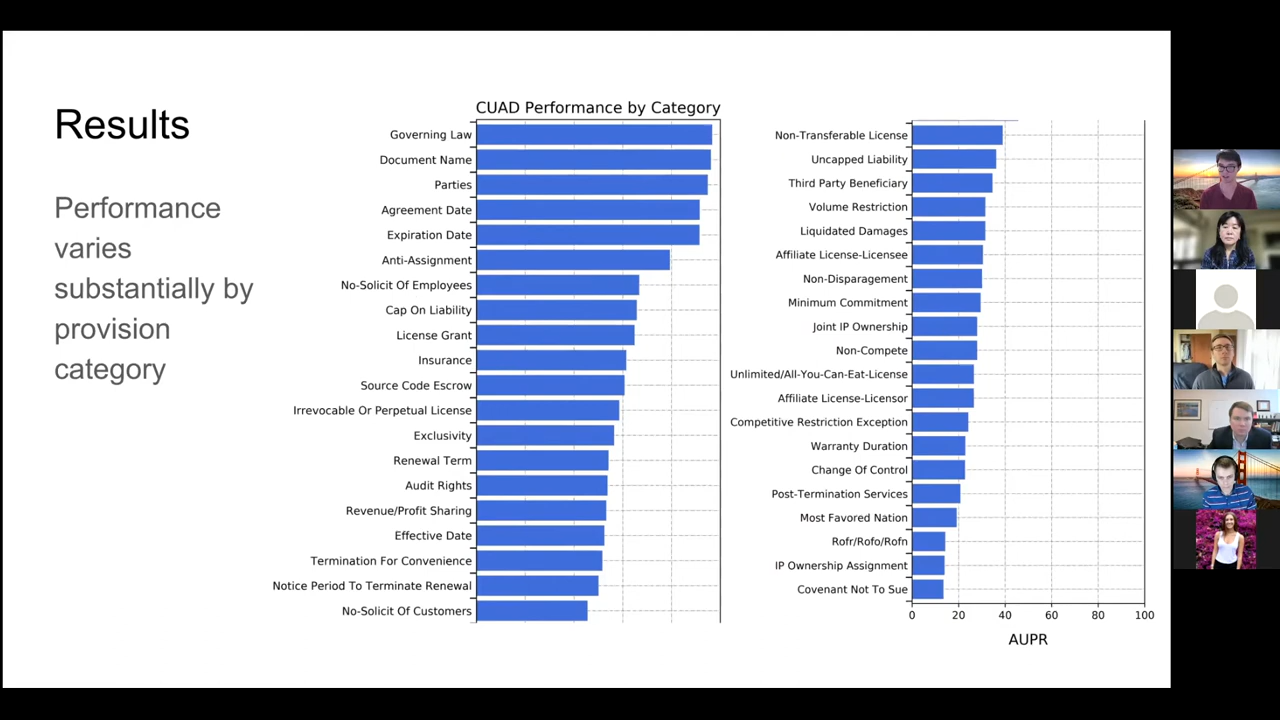 Results
Performance
varies
substantially by
provision
category
CUAD Performance by Category
Governing Law
Document Name
Parties
Agreement Date
Expiration Date
Anti-Assignment
No-Solicit Of Employees
Cap On Liability
License Grant
Insurance
Source Code Escrow
Irrevocable Or Perpetual License
Exclusivity
Renewal Term
Audit Rights
Revenue/Profit Sharing
Effective Date
Termination For Convenience
Notice Period To Terminate Renewal
No-Solicit Of Customers
Non-Transferable License
Uncapped Liability
Third Party Beneficiary
Volume Restriction
Liquidated Damages
Affiliate License-Licensee
Non-Disparagement
Minimum Commitment
Joint IP Ownership
Non-Compete
Unlimited/All-You-Can-Eat-License
Affiliate License-Licensor
Competitive Restriction Exception
Warranty Duration
Change Of Control
Post-Termination Services
Most Favored Nation
Rofr/Rofo/Rofn
IP Ownership Assignment
Covenant Not To Sue
0 20 40 60 80 100
AUPR